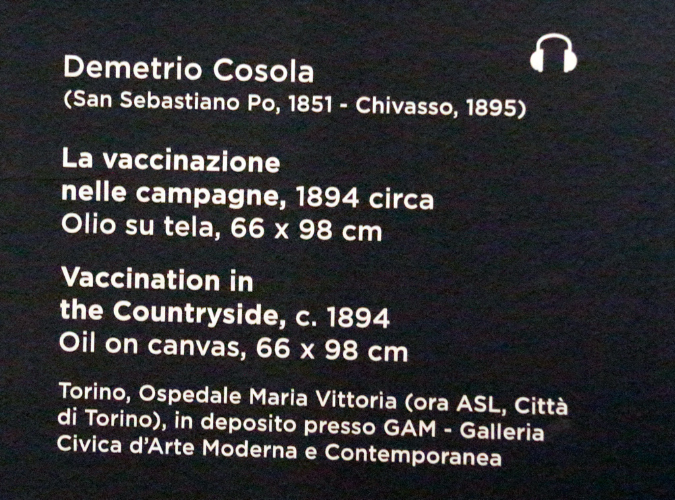 Demetrio Cosola
(San Sebastiano Po, 1851 - Chivasso, 1895)
La vaccinazione
nelle campagne, 1894 circa
Olio su tela, 66 x 98 cm
Vaccination in
the Countryside, c. 1894
Oil on canvas, 66 x 98 cm
Torino, Ospedale Maria Vittoria (ora ASL, Città
di Torino), in deposito presso GAM - Galleria
Civica d'Arte Moderna e Contemporanea